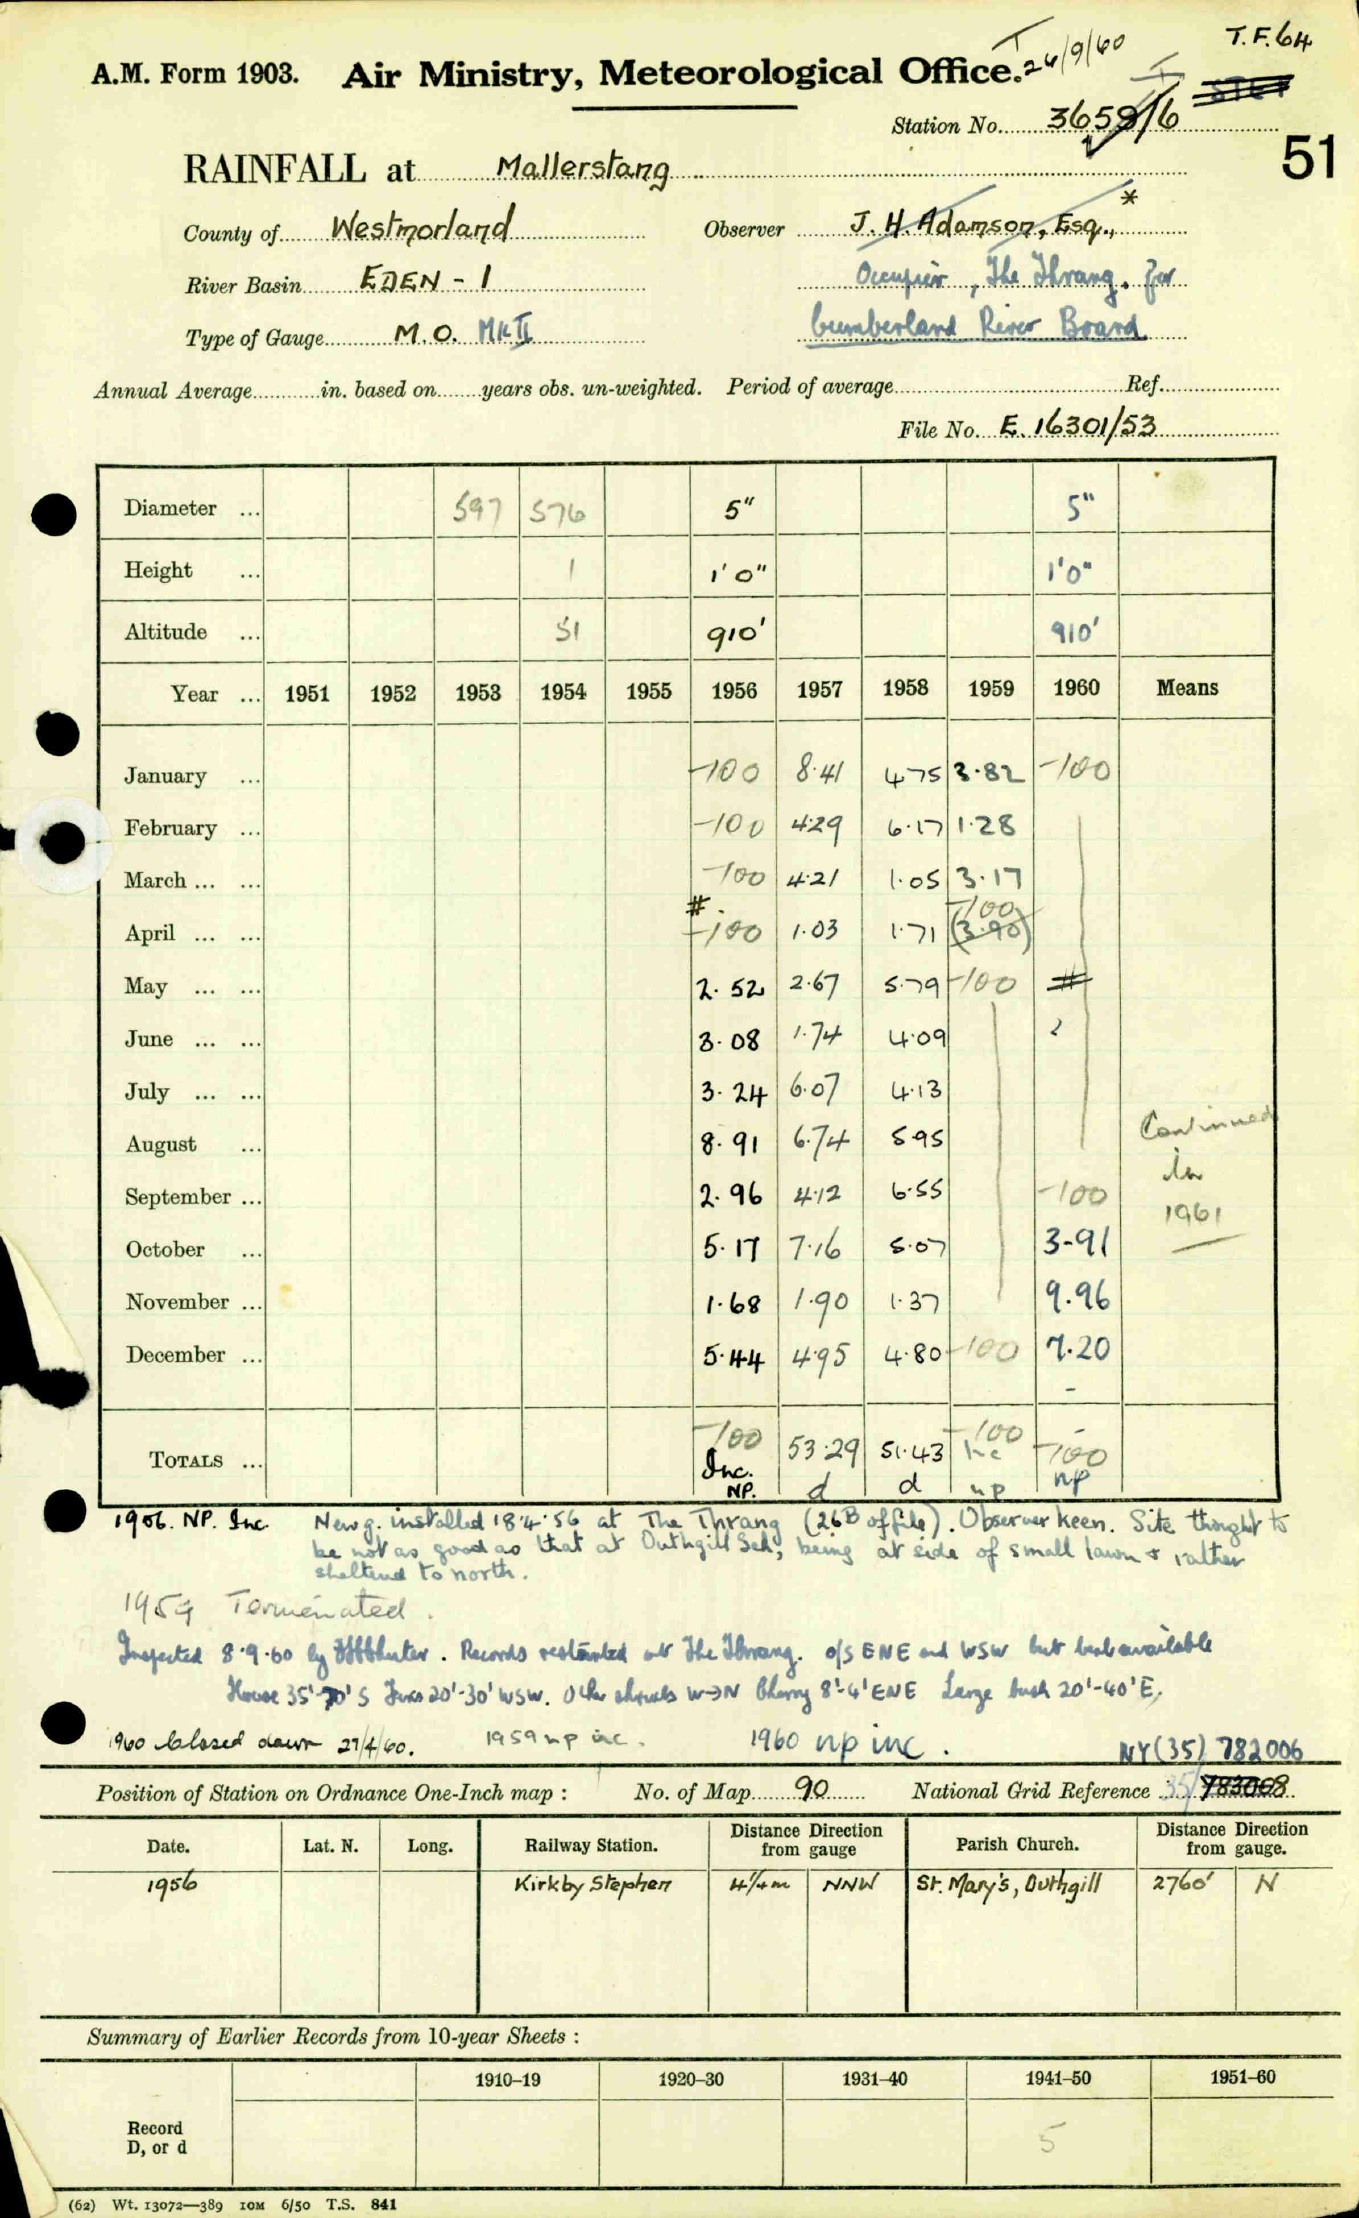 T.F. 64
26/9/60
A.M. Form 1903. Air Ministry, Meteorological Office.
Station No. 3659/6
51
RAINFALL at Mallerstang
County of Westmorland Observer J. H. Adamson, Esq., *
River Basin EDEN - 1 Occupier, The Thrang. for
Type of Gauge M.O. Mk II Cumberland River Board
Annual Average in. based on years obs. un-weighted. Period of average Ref.
File No. E. 16301/53
Diameter ... 597 576 5" 5"
Height ... 1 1' 0" 1'0"
Altitude ... 51 910' 910'
Year ... 1951 1952 1953 1954 1955 1956 1957 1958 1959 1960 Means
January ... -100 8.41 4.75 3.82 -100
February ... -100 4.29 6.17 1.28
March ... ... -100 4.21 1.05 3.17
April ... ... # -100 1.03 1.71 -100 (3.90)
May ... ... 2.52 2.67 5.79 -100 #
June ... ... 3.08 1.74 4.09
July ... ... 3.24 6.07 4.13
August ... 8.91 6.74 5.95 Continued
September ... 2.96 4.12 6.55 -100 in 1961
October ... 5.17 7.16 5.07 3.91
November ... 1.68 1.90 1.37 9.96
December ... 5.44 4.95 4.80 -100 7.20
TOTALS ... -100 53.29 51.43 -100 -100
Inc. NP. d d Inc np np
1956. NP. Inc. New g. installed 18.4.56 at The Thrang (26B of file). Observer keen. Site thought to
be not as good as that at Outhgill Sch, being at side of small lawn & rather
sheltered to north.
1959 Terminated.
Inspected 8.9.60 by . Records restarted at The Thrang. o/s ENE and WSW but best available
House 35'-70' S 20'-30' WSW. Other shrubs W→N Cherry 8'-4' ENE Large bush 20'-40' E.
1960 Closed down 27/4/60. 1959 np inc. 1960 np inc. NY (35) 782006
Position of Station on Ordnance One-Inch map : No. of Map 90 National Grid Reference 35/ 783008
Date. Lat. N. Long. Railway Station. Distance Direction from gauge Parish Church. Distance Direction from gauge.
1956 Kirkby Stephen 4¼m NNW St. Mary's, Outhgill 2760' N
Summary of Earlier Records from 10-year Sheets :
1910–19 1920–30 1931–40 1941–50 1951–60
Record
D, or d 5
(62) Wt. 13072—389 10M 6/50 T.S. 841